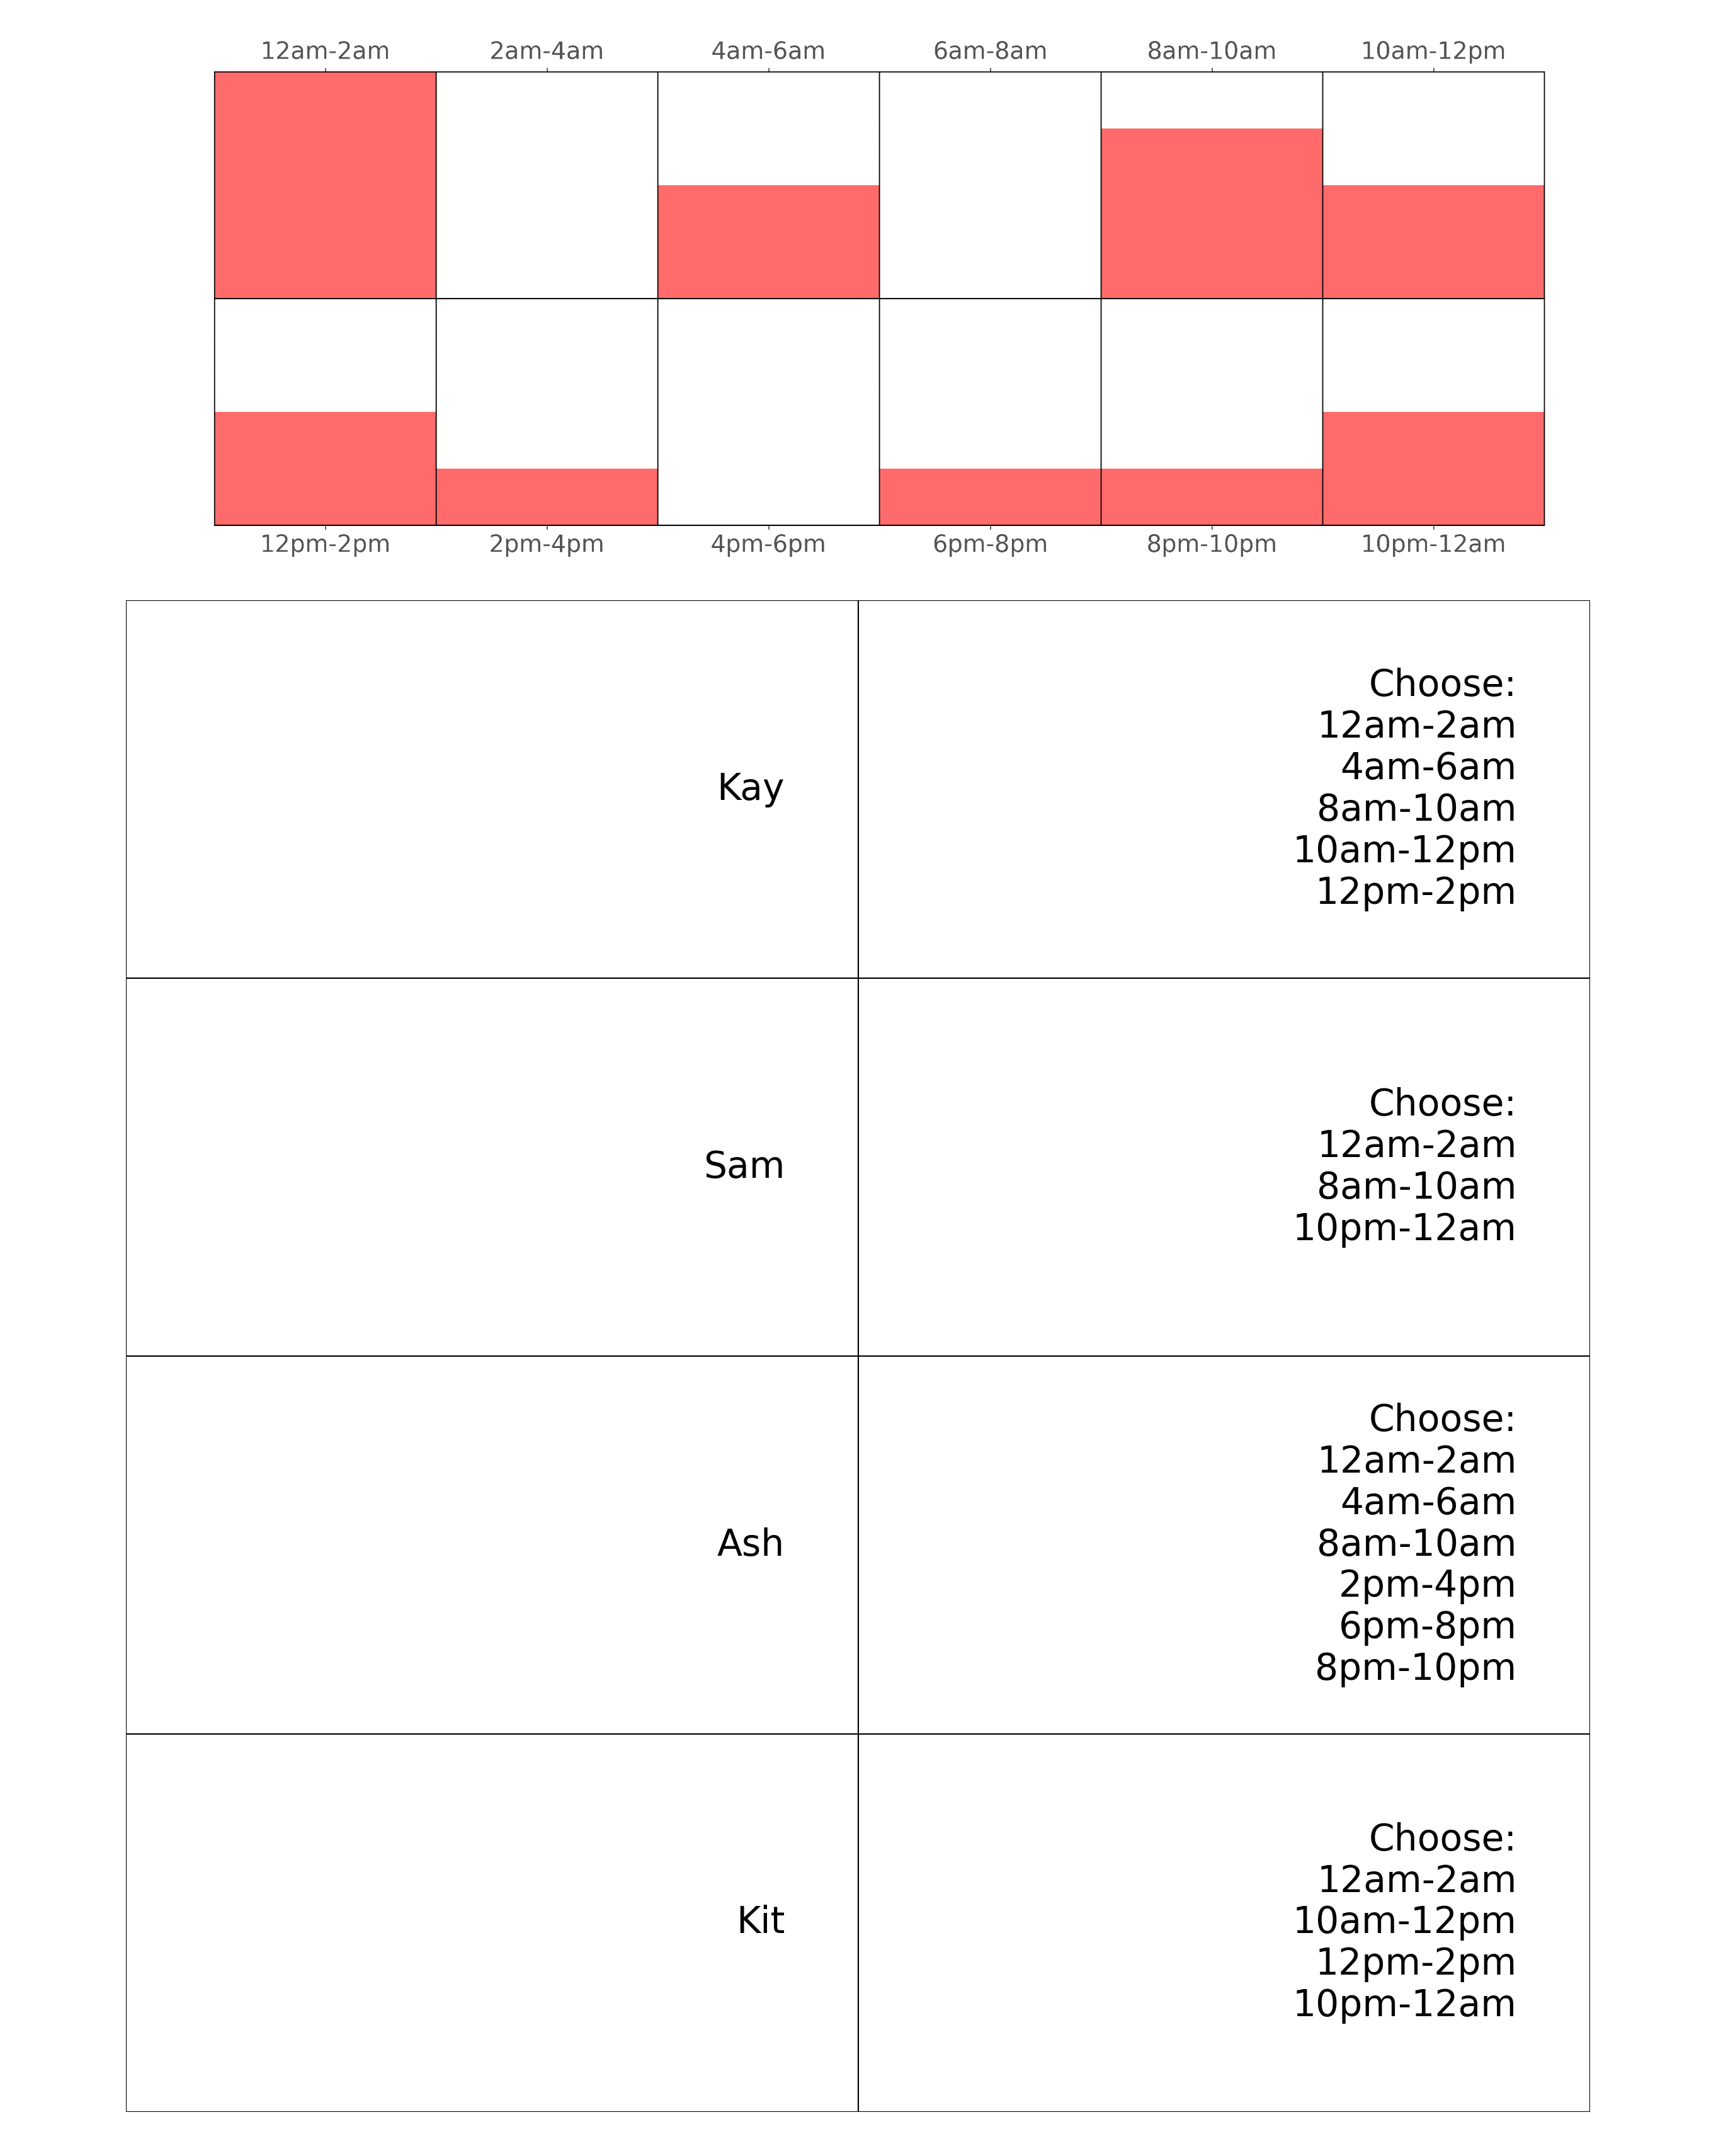 12am-2am 2am-4am 4am-6am 6am-8am 8am-10am 10am-12pm
12pm-2pm 2pm-4pm 4pm-6pm 6pm-8pm 8pm-10pm 10pm-12am
Kay
Choose:
12am-2am
4am-6am
8am-10am
10am-12pm
12pm-2pm
Sam
Choose:
12am-2am
8am-10am
10pm-12am
Ash
Choose:
12am-2am
4am-6am
8am-10am
2pm-4pm
6pm-8pm
8pm-10pm
Kit
Choose:
12am-2am
10am-12pm
12pm-2pm
10pm-12am